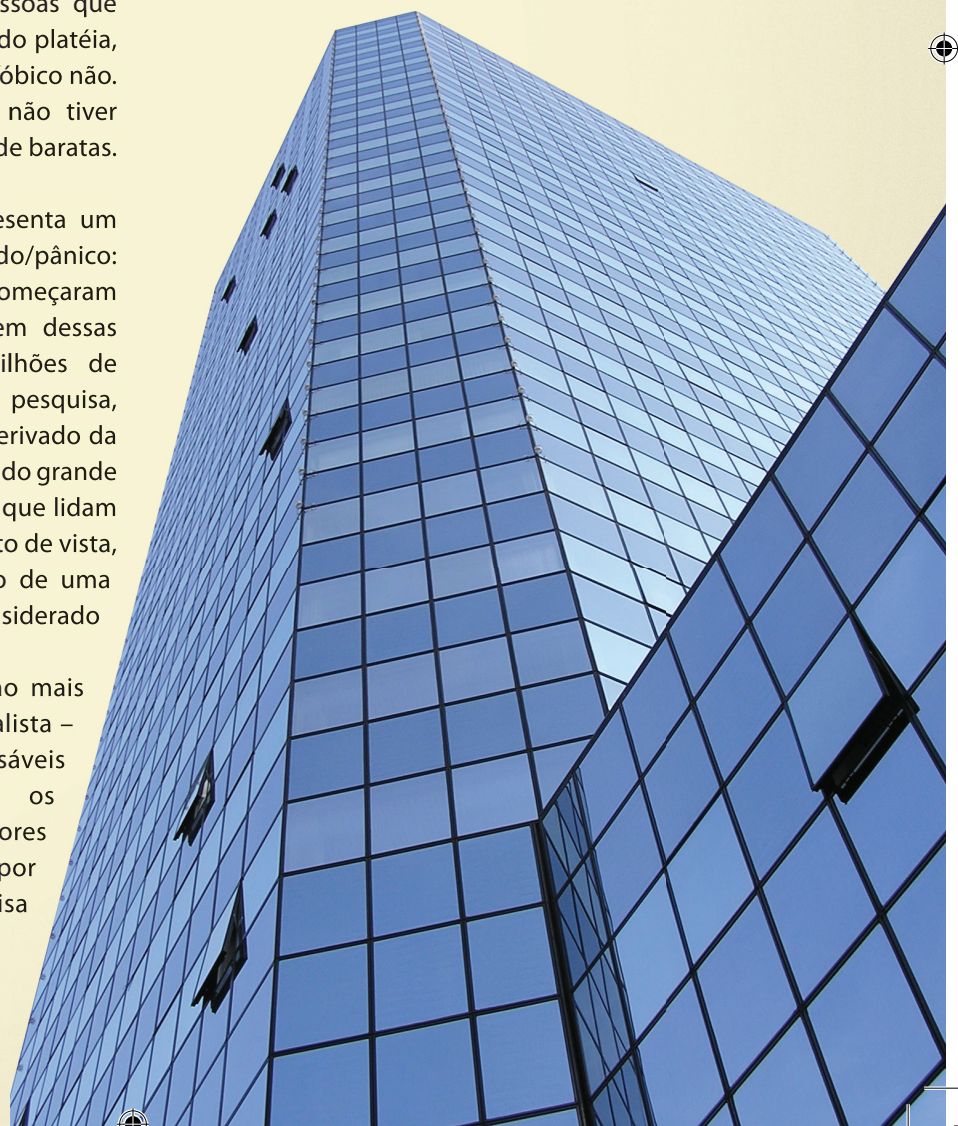 ssoas que
do platéia,
óbico não.
não tiver
de baratas.
esenta um
do/pânico:
omeçaram
em dessas
ilhões de
pesquisa,
erivado da
do grande
que lidam
to de vista,
o de uma
siderado
no mais
alista –
sáveis
os
ores
por
isa